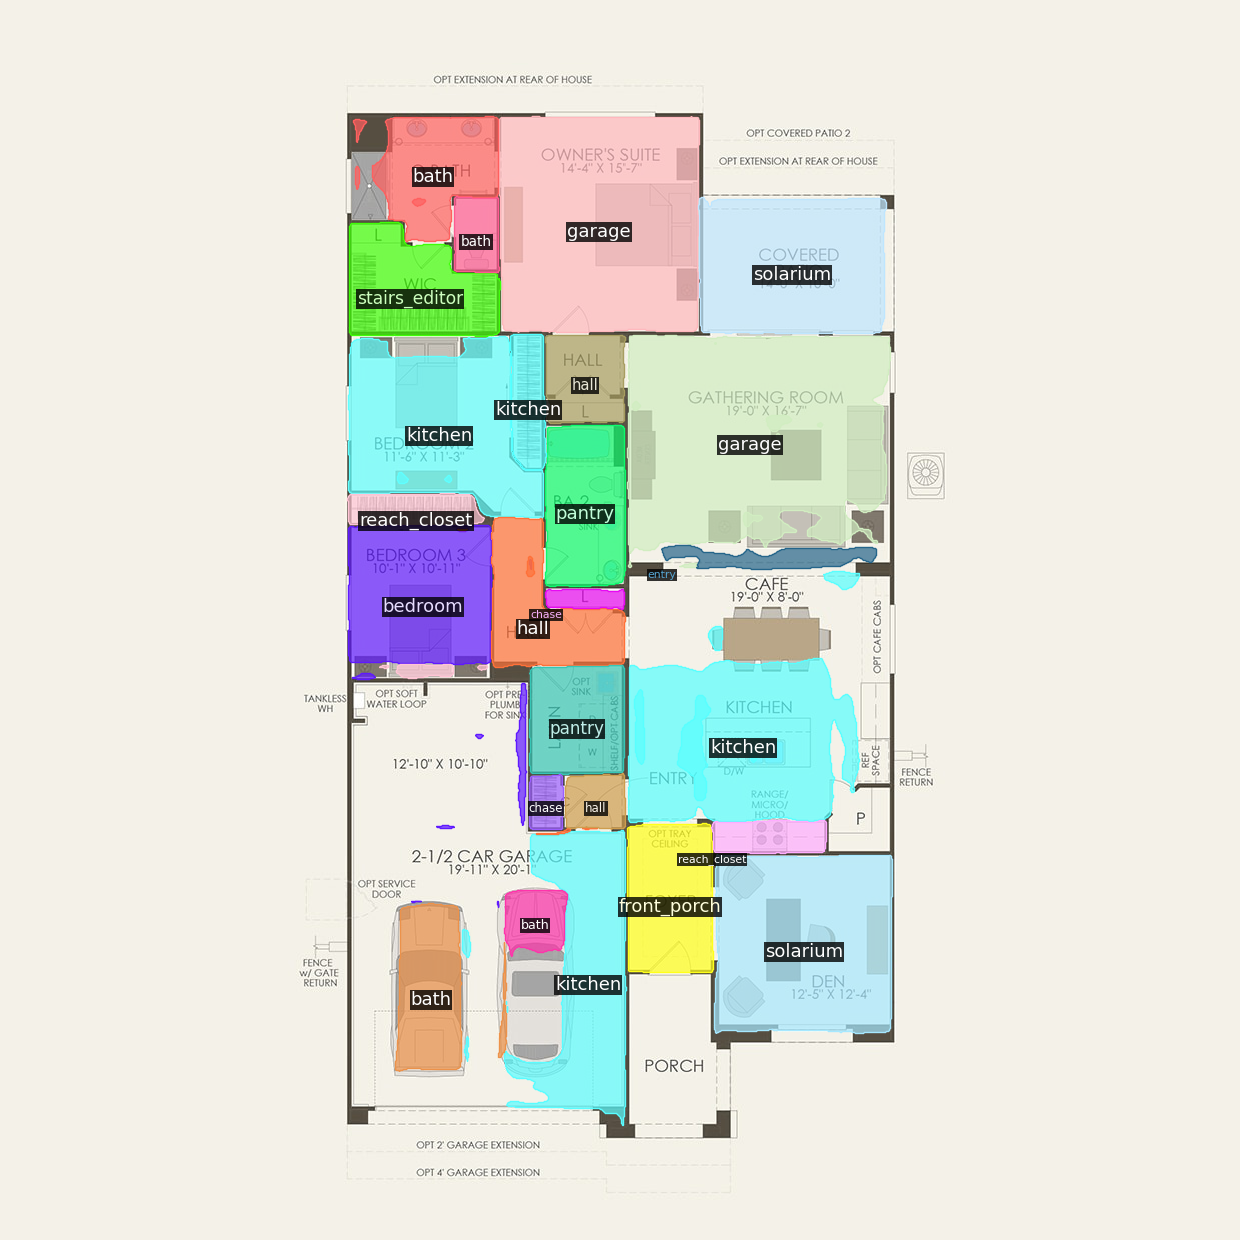 OPT EXTENSION AT REAR OF HOUSE
OPT COVERED PATIO 2
OPT EXTENSION AT REAR OF HOUSE
OWNER'S SUITE
14'-4" X 15'-7"
bath
bath
garage
L
WIC
stairs_editor
COVERED
solarium
HALL
hall
L
kitchen
kitchen
11'-6" X 11'-3"
GATHERING ROOM
19'-0" X 16'-7"
garage
BA 2
pantry
SINK
reach_closet
BEDROOM 3
10'-1" X 10'-11"
bedroom
entry
CAFE
19'-0" X 8'-0"
OPT CAFE CABS
L
chase
hall
TANKLESS
WH
OPT SOFT
WATER LOOP
OPT PRE
PLUMB
FOR SINK
OPT
SINK
pantry
W
SHELF/OPT CABS
KITCHEN
kitchen
D/W
ENTRY
REF
SPACE
FENCE
RETURN
12'-10" X 10'-10"
chase
hall
RANGE/
MICRO/
HOOD
P
OPT TRAY
CEILING
reach_closet
2-1/2 CAR GARAGE
19'-11" X 20'-1"
OPT SERVICE
DOOR
front_porch
bath
bath
kitchen
solarium
DEN
12'-5" X 12'-4"
FENCE
w/ GATE
RETURN
PORCH
OPT 2' GARAGE EXTENSION
OPT 4' GARAGE EXTENSION